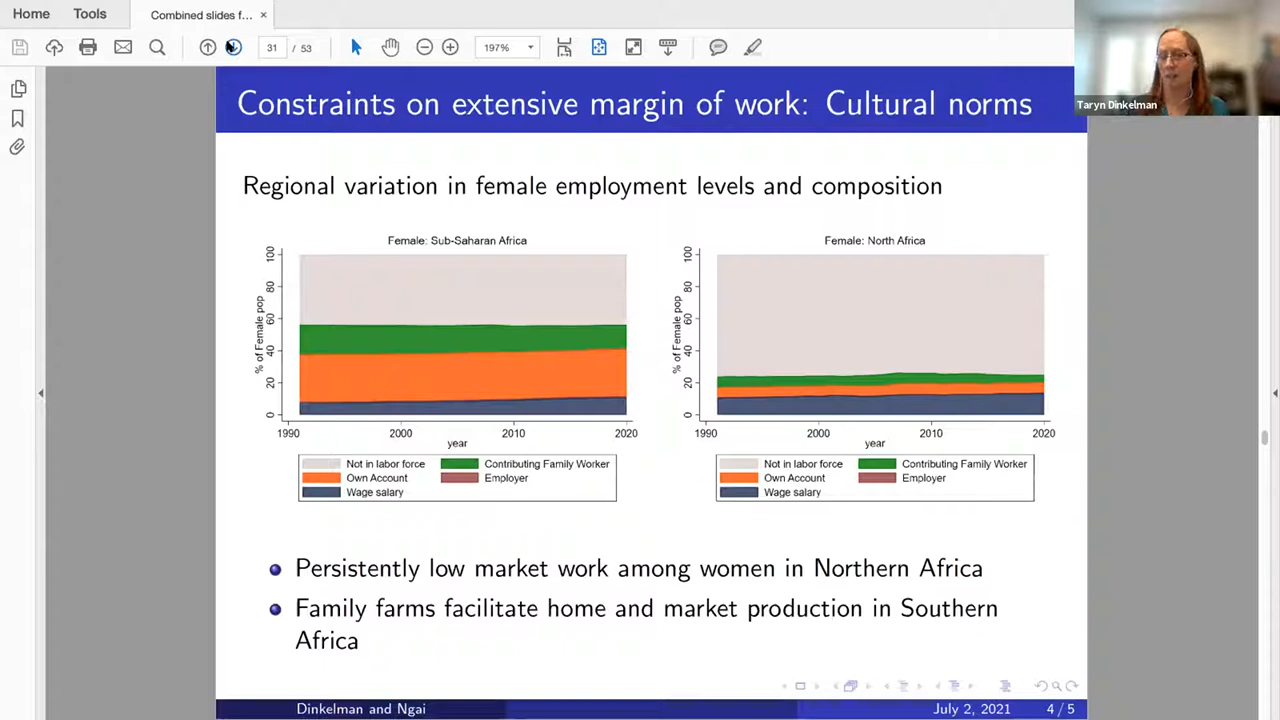 Home Tools Combined slides f... ×
31 / 53 197%
Taryn Dinkelman
Constraints on extensive margin of work: Cultural norms
Regional variation in female employment levels and composition
Female: Sub-Saharan Africa
% of Female pop
100
80
60
40
20
0
1990 2000 2010 2020
year
Not in labor force Contributing Family Worker
Own Account Employer
Wage salary
Female: North Africa
% of Female pop
100
80
60
40
20
0
1990 2000 2010 2020
year
Not in labor force Contributing Family Worker
Own Account Employer
Wage salary
Persistently low market work among women in Northern Africa
Family farms facilitate home and market production in Southern
Africa
Dinkelman and Ngai July 2, 2021 4 / 5